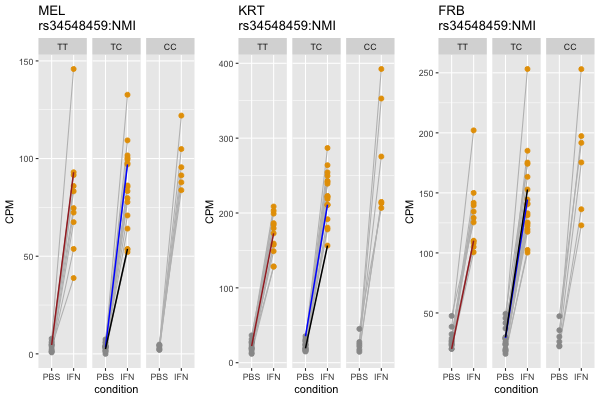 MEL
rs34548459:NMI
TT TC CC
150
100
50
0
CPM
PBS IFN PBS IFN PBS IFN
condition
KRT
rs34548459:NMI
TT TC CC
400
300
200
100
0
CPM
PBS IFN PBS IFN PBS IFN
condition
FRB
rs34548459:NMI
TT TC CC
250
200
150
100
50
CPM
PBS IFN PBS IFN PBS IFN
condition